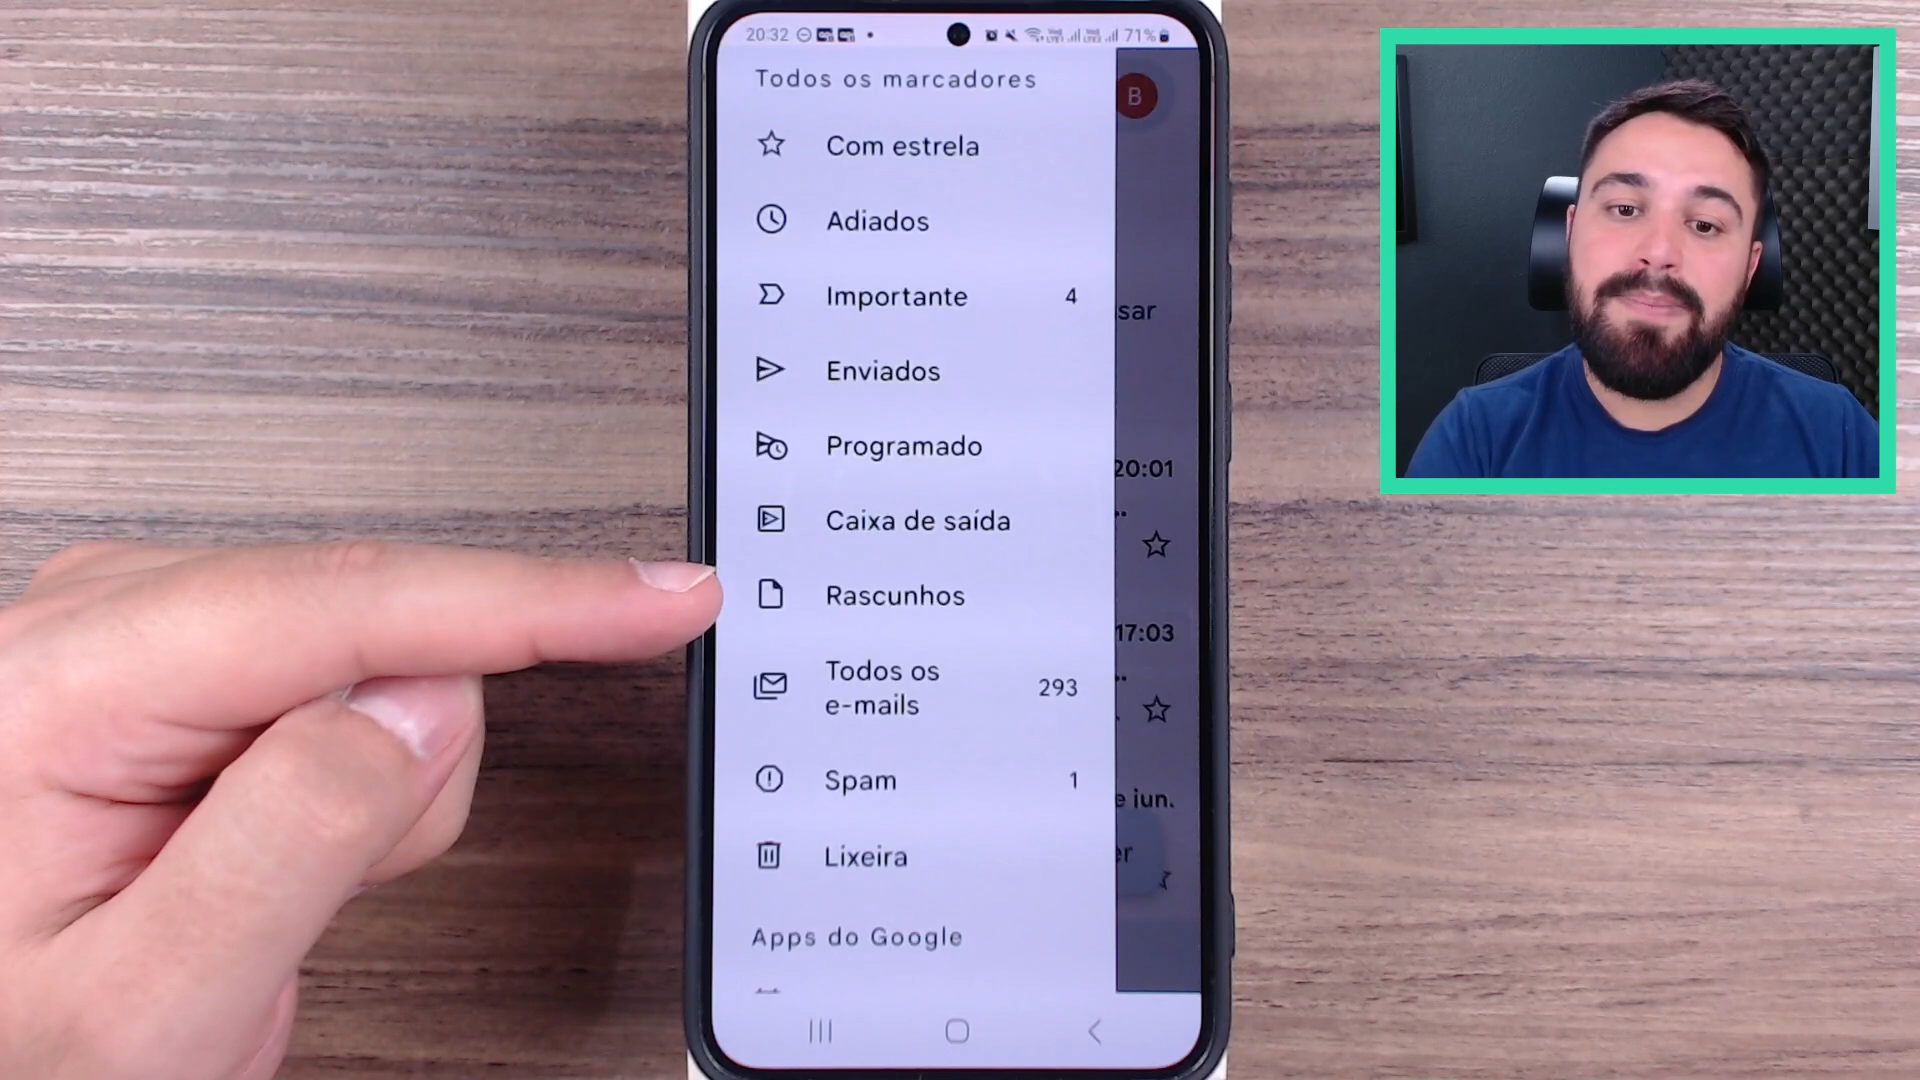 20:32 71%
Todos os marcadores
B
Com estrela
Adiados
Importante 4
sar
Enviados
Programado
20:01
Caixa de saída
Rascunhos
17:03
Todos os
e-mails 293
Spam 1
e jun.
Lixeira
er
Apps do Google